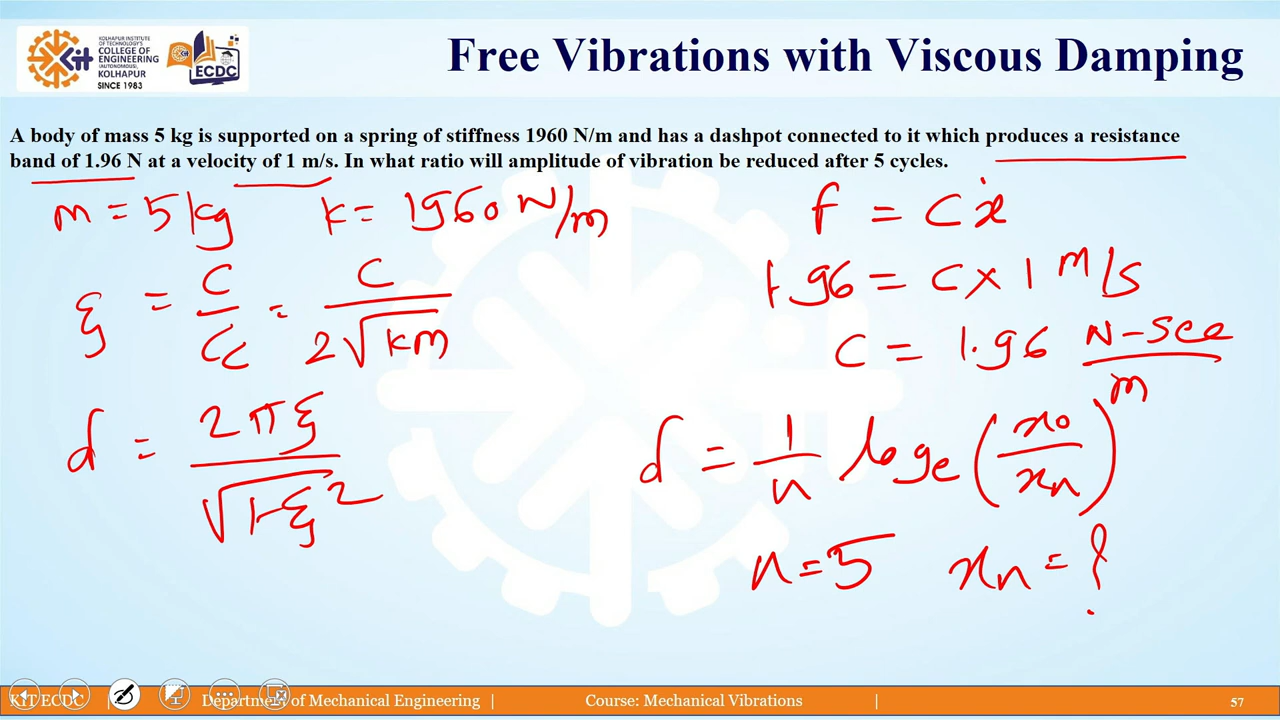 KOLHAPUR INSTITUTE
OF TECHNOLOGY'S
COLLEGE OF
ENGINEERING
(AUTONOMOUS),
KOLHAPUR
SINCE 1983
KiT
ECDC
Free Vibrations with Viscous Damping
A body of mass 5 kg is supported on a spring of stiffness 1960 N/m and has a dashpot connected to it which produces a resistance
band of 1.96 N at a velocity of 1 m/s. In what ratio will amplitude of vibration be reduced after 5 cycles.
m = 5 kg k = 1960 N/m
f = cẋ
ξ = c/cc = c/2√km
1.96 = c × 1 m/s
c = 1.96 N-sec/m
δ = 2πξ/√1-ξ²
δ = 1/n loge (x0/xn)
n = 5 xn = ?
KIT ECDC | Department of Mechanical Engineering | Course: Mechanical Vibrations | 57